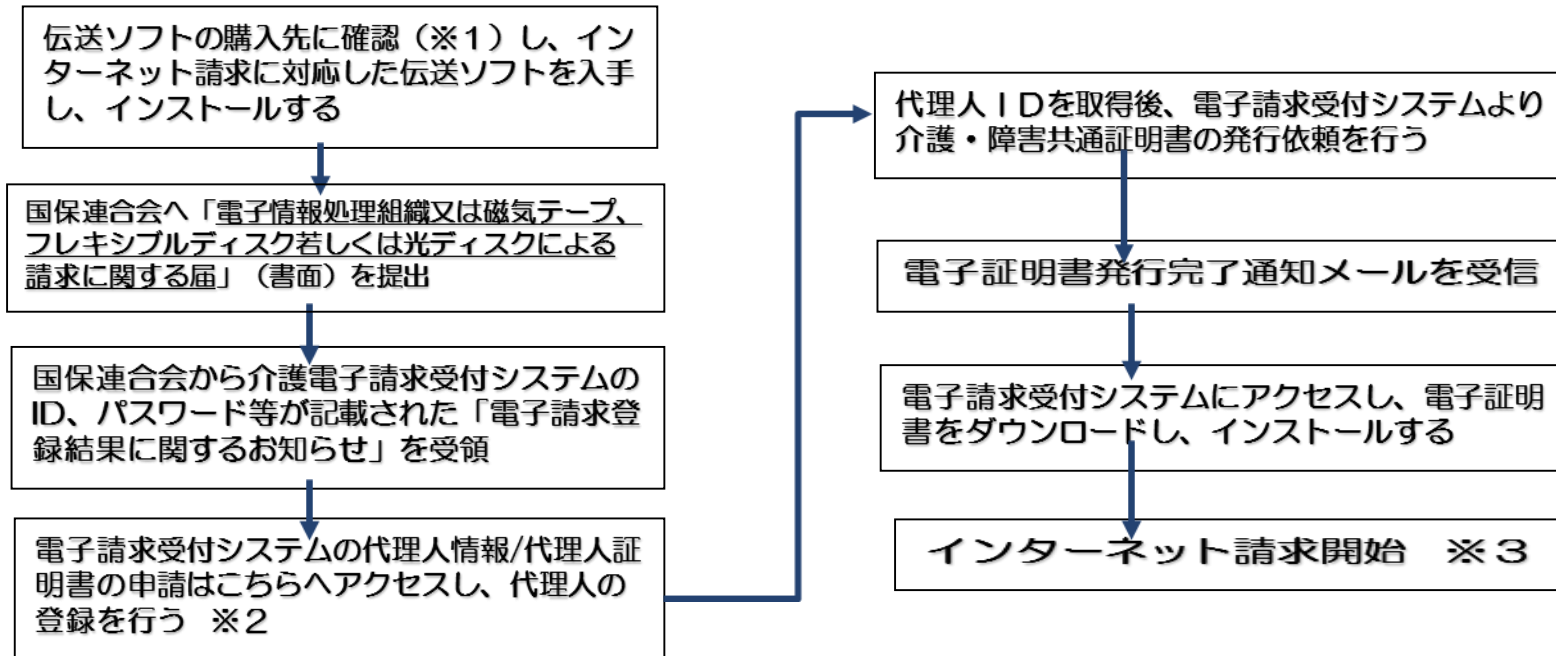 伝送ソフトの購入先に確認（※１）し、イン
ターネット請求に対応した伝送ソフトを入手
し、インストールする
国保連合会へ「電子情報処理組織又は磁気テープ、
フレキシブルディスク若しくは光ディスクによる
請求に関する届」（書面）を提出
国保連合会から介護電子請求受付システムの
ID、パスワード等が記載された「電子請求登
録結果に関するお知らせ」を受領
電子請求受付システムの代理人情報/代理人証
明書の申請はこちらへアクセスし、代理人の
登録を行う　※２
代理人ＩＤを取得後、電子請求受付システムより
介護・障害共通証明書の発行依頼を行う
電子証明書発行完了通知メールを受信
電子請求受付システムにアクセスし、電子証明
書をダウンロードし、インストールする
インターネット請求開始　※３